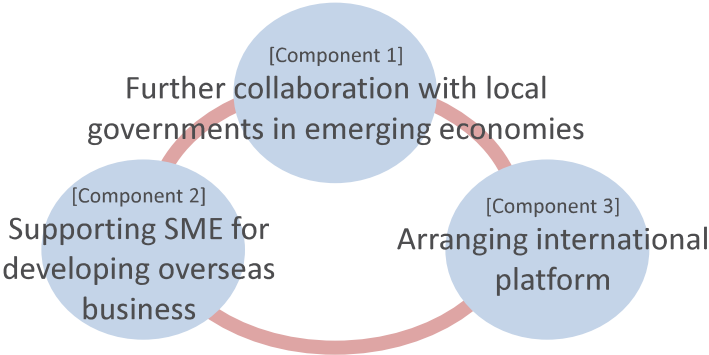 [Component 1]
Further collaboration with local
governments in emerging economies
[Component 2]
Supporting SME for
developing overseas
business
[Component 3]
Arranging international
platform